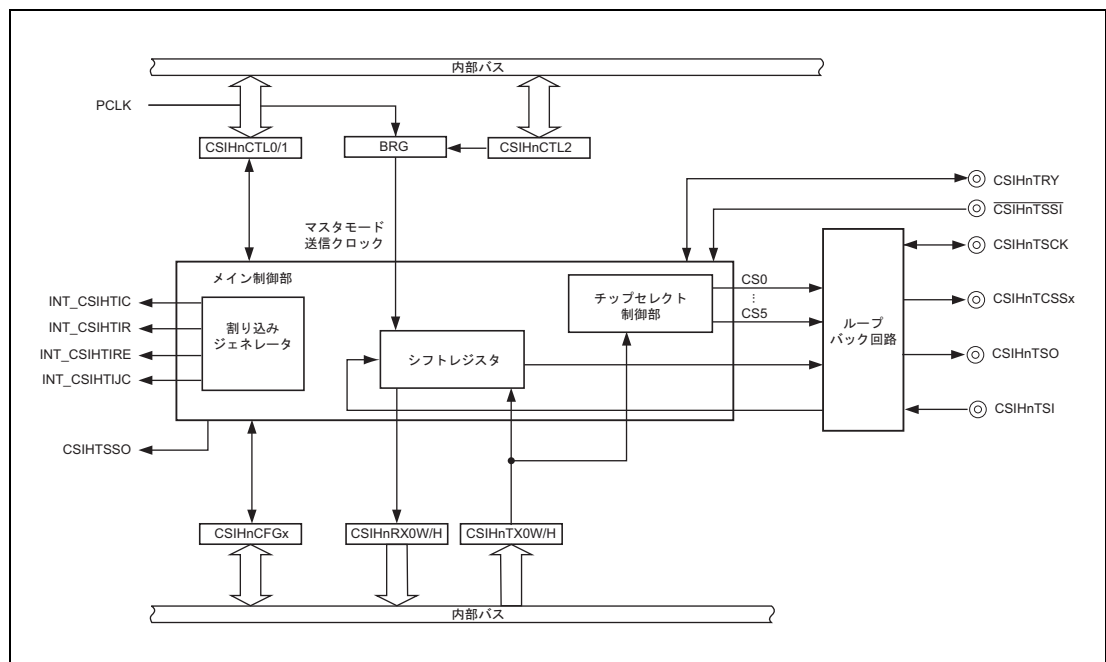 内部バス
PCLK
CSIHnCTL0/1
BRG
CSIHnCTL2
CSIHnTRY
CSIHnTSSI
マスタモード
送信クロック
CSIHnTSCK
メイン制御部
チップセレクト
制御部
CS0
⋮
CS5
INT_CSIHTIC
INT_CSIHTIR
INT_CSIHTIRE
INT_CSIHTIJC
割り込み
ジェネレータ
シフトレジスタ
ループ
バック回路
CSIHnTCSSx
CSIHnTSO
CSIHnTSI
CSIHTSSO
CSIHnCFGx
CSIHnRX0W/H
CSIHnTX0W/H
内部バス